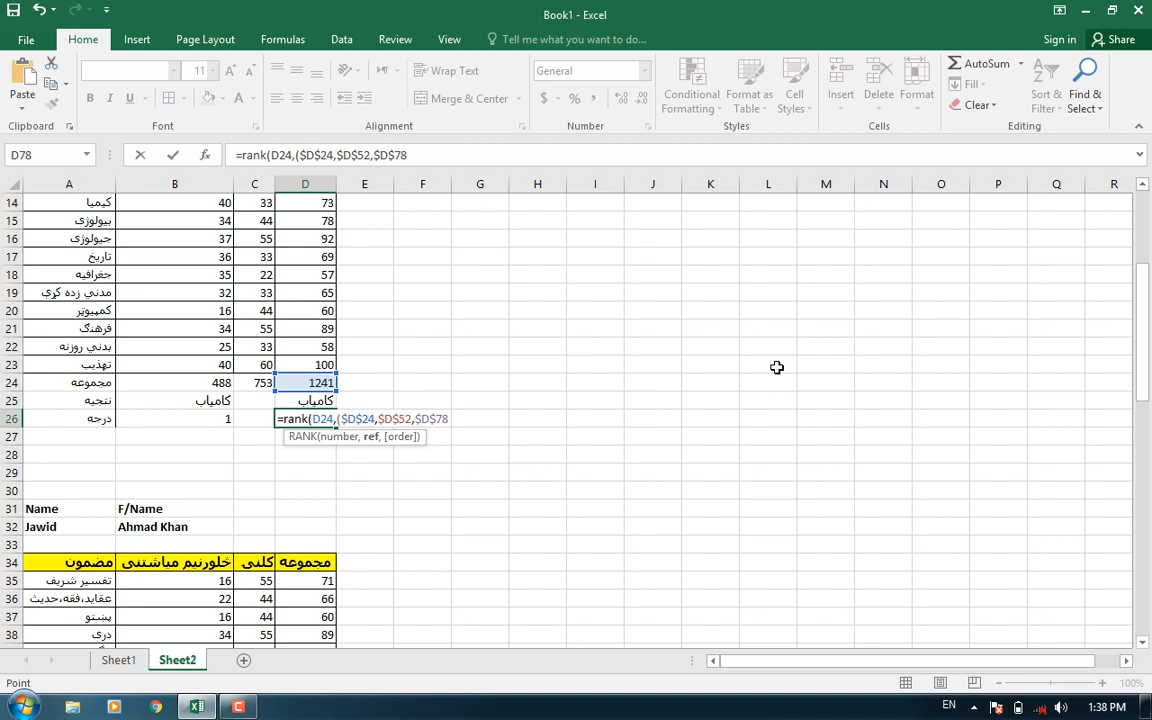 Book1 - Excel
File Home Insert Page Layout Formulas Data Review View Tell me what you want to do... Sign in Share
Paste 11 Wrap Text General AutoSum
Merge & Center Conditional Formatting Format as Table Cell Styles Insert Delete Format Fill Clear Sort & Filter Find & Select
Clipboard Font Alignment Number Styles Cells Editing
D78 =rank(D24,($D$24,$D$52,$D$78
A B C D E F G H I J K L M N O P Q R
14 کیمیا 40 33 73
15 بیولوژی 34 44 78
16 جیولوژی 37 55 92
17 تاریخ 36 33 69
18 جغرافیه 35 22 57
19 مدني زده کړي 32 33 65
20 کمپیوټر 16 44 60
21 فرهنگ 34 55 89
22 بدني روزنه 25 33 58
23 تهذیب 40 60 100
24 مجموعه 488 753 1241
25 نتجیه کامیاب کامیاب
26 درجه 1 =rank(D24,($D$24,$D$52,$D$78
27 RANK(number, ref, [order])
28
29
30
31 Name F/Name
32 Jawid Ahmad Khan
33
34 مضمون څلورنیم میاشتنی کلنی مجموعه
35 تفسیر شریف 16 55 71
36 عقاید،فقه،حدیث 22 44 66
37 پښتو 16 44 60
38 دری 34 55 89
Sheet1 Sheet2
Point 100%
EN 1:38 PM